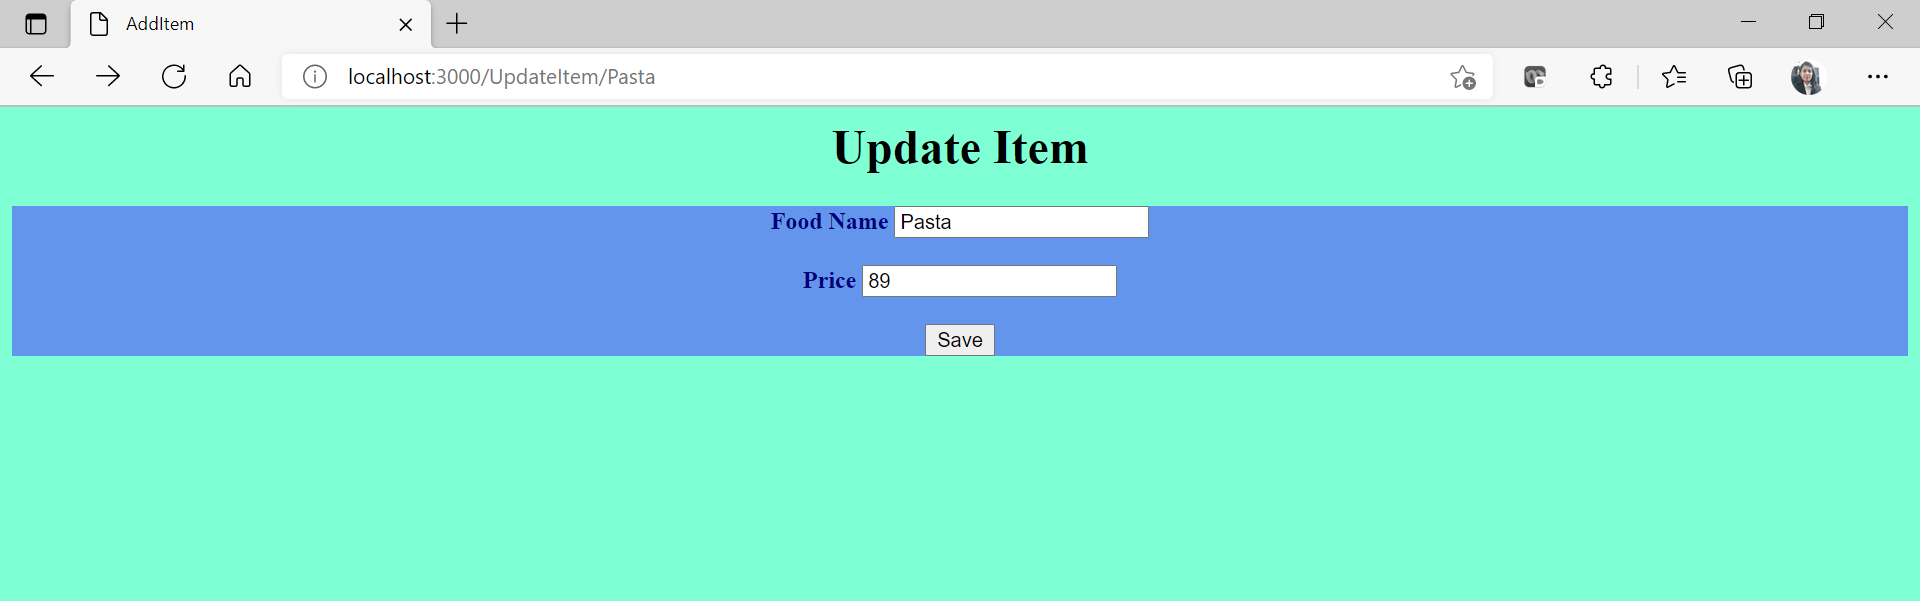 AddItem
localhost:3000/UpdateItem/Pasta
Update Item
Food Name Pasta
Price 89
Save